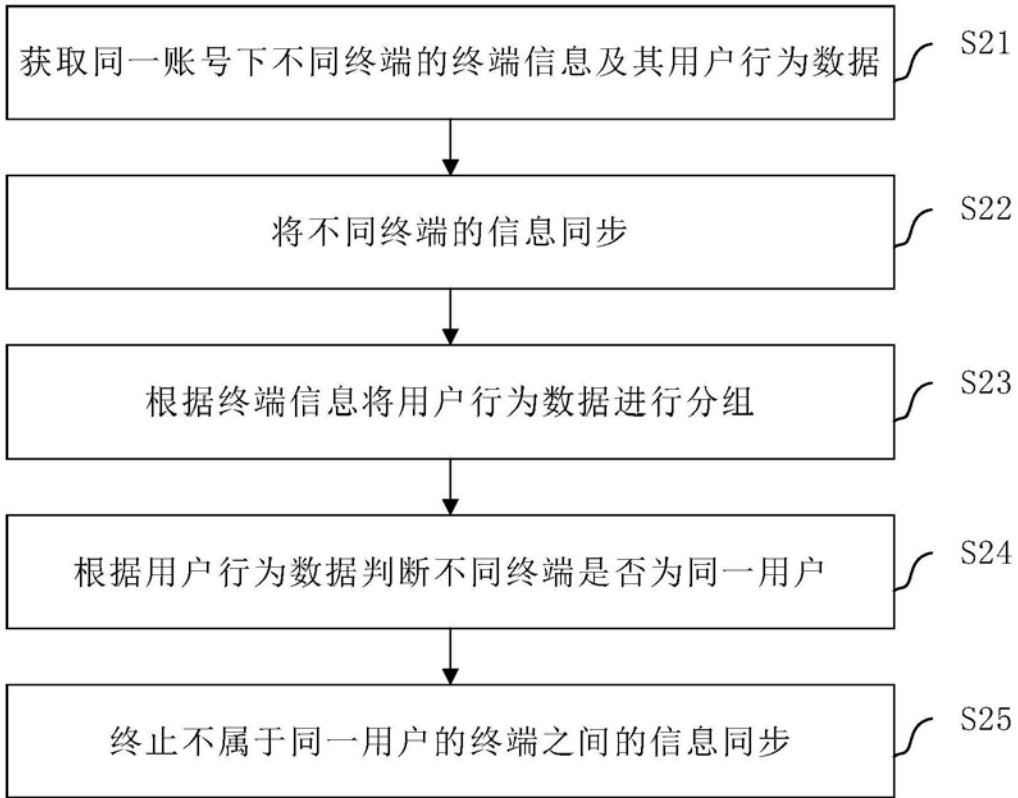 获取同一账号下不同终端的终端信息及其用户行为数据
S21
将不同终端的信息同步
S22
根据终端信息将用户行为数据进行分组
S23
根据用户行为数据判断不同终端是否为同一用户
S24
终止不属于同一用户的终端之间的信息同步
S25